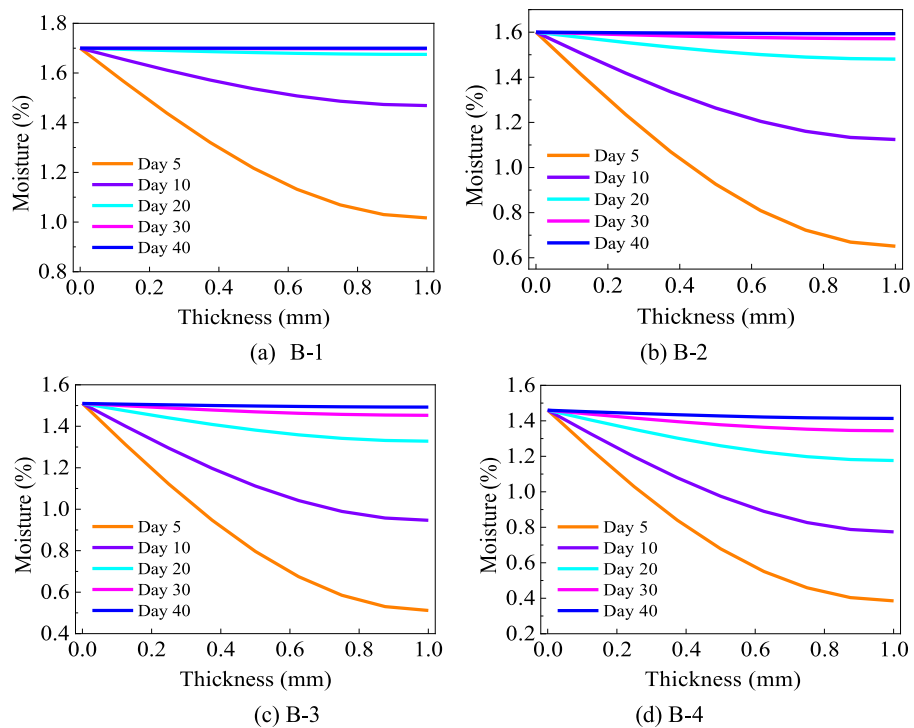 1.8
1.6
1.4
1.2
1.0
0.8
Moisture (%)
Day 5
Day 10
Day 20
Day 30
Day 40
0.0 0.2 0.4 0.6 0.8 1.0
Thickness (mm)
(a) B-1
1.6
1.4
1.2
1.0
0.8
0.6
Moisture (%)
Day 5
Day 10
Day 20
Day 30
Day 40
0.0 0.2 0.4 0.6 0.8 1.0
Thickness (mm)
(b) B-2
1.6
1.4
1.2
1.0
0.8
0.6
0.4
Moisture (%)
Day 5
Day 10
Day 20
Day 30
Day 40
0.0 0.2 0.4 0.6 0.8 1.0
Thickness (mm)
(c) B-3
1.6
1.4
1.2
1.0
0.8
0.6
0.4
0.2
Moisture (%)
Day 5
Day 10
Day 20
Day 30
Day 40
0.0 0.2 0.4 0.6 0.8 1.0
Thickness (mm)
(d) B-4